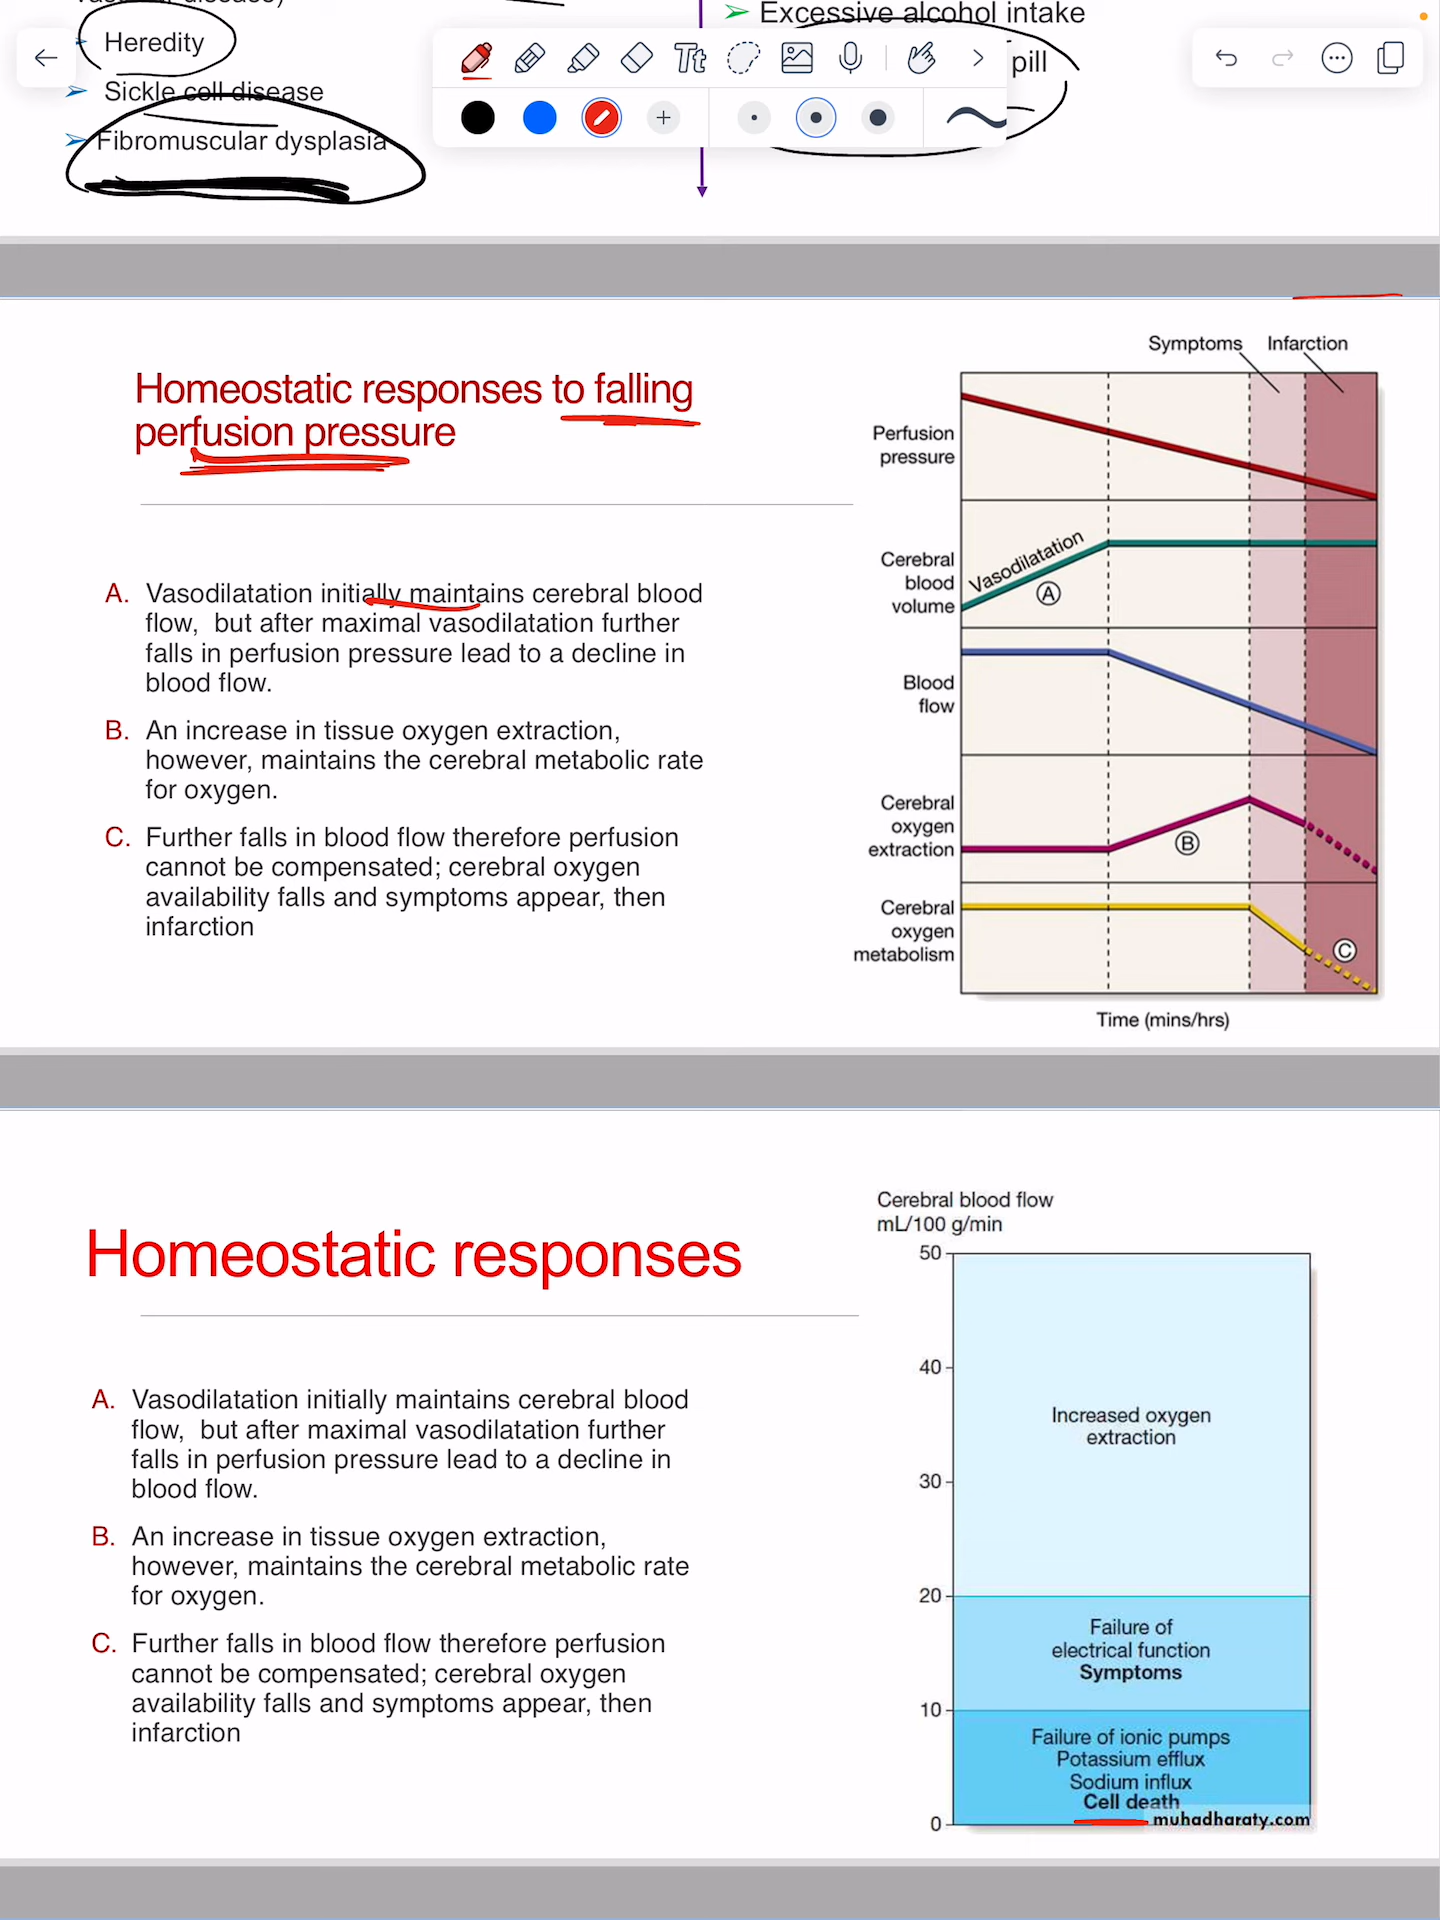 Excessive alcohol intake
Heredity
pill
Sickle cell disease
Fibromuscular dysplasia
Tt
Homeostatic responses to falling
perfusion pressure
A. Vasodilatation initially maintains cerebral blood
flow, but after maximal vasodilatation further
falls in perfusion pressure lead to a decline in
blood flow.
B. An increase in tissue oxygen extraction,
however, maintains the cerebral metabolic rate
for oxygen.
C. Further falls in blood flow therefore perfusion
cannot be compensated; cerebral oxygen
availability falls and symptoms appear, then
infarction
Symptoms Infarction
Perfusion
pressure
Cerebral
blood
volume
Vasodilatation
A
Blood
flow
Cerebral
oxygen
extraction
B
Cerebral
oxygen
metabolism
C
Time (mins/hrs)
Homeostatic responses
A. Vasodilatation initially maintains cerebral blood
flow, but after maximal vasodilatation further
falls in perfusion pressure lead to a decline in
blood flow.
B. An increase in tissue oxygen extraction,
however, maintains the cerebral metabolic rate
for oxygen.
C. Further falls in blood flow therefore perfusion
cannot be compensated; cerebral oxygen
availability falls and symptoms appear, then
infarction
Cerebral blood flow
mL/100 g/min
50
40
Increased oxygen
extraction
30
20
Failure of
electrical function
Symptoms
10
Failure of ionic pumps
Potassium efflux
Sodium influx
Cell death
0
muhadharaty.com